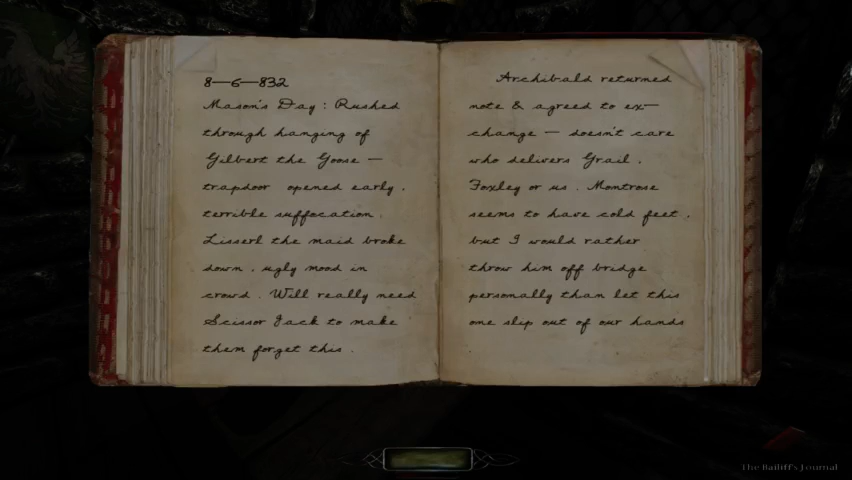 8-6-832
Mason's Day: Rushed
through hanging of
Gilbert the Goose -
trapdoor opened early,
terrible suffocation.
Lisserl the maid broke
down, ugly mood in
crowd. Will really need
Scissor Jack to make
them forget this.
Archibald returned
note & agreed to ex-
change - doesn't care
who delivers Grail,
Foxley or us. Montrose
seems to have cold feet,
but I would rather
throw him off bridge
personally than let this
one slip out of our hands
The Bailiff's Journal